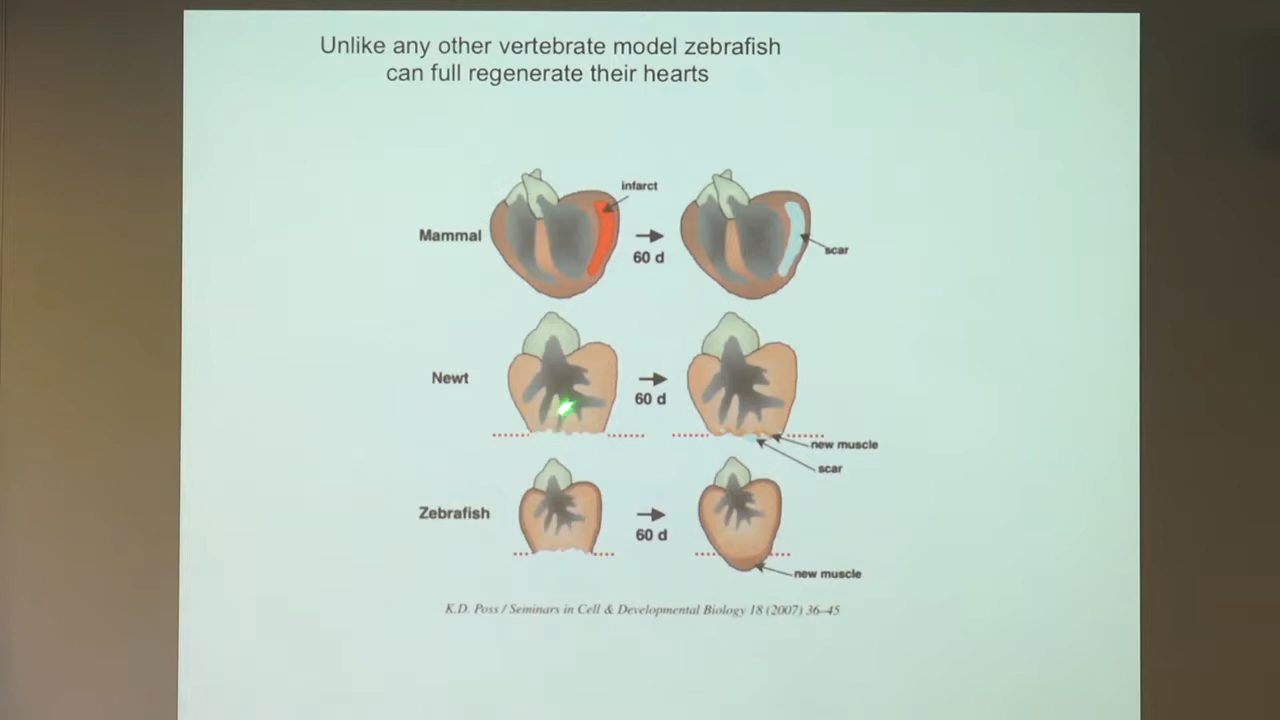 Unlike any other vertebrate model zebrafish
can full regenerate their hearts
infarct
Mammal
60 d
scar
Newt
60 d
new muscle
scar
Zebrafish
60 d
new muscle
K.D. Poss / Seminars in Cell & Developmental Biology 18 (2007) 36–45